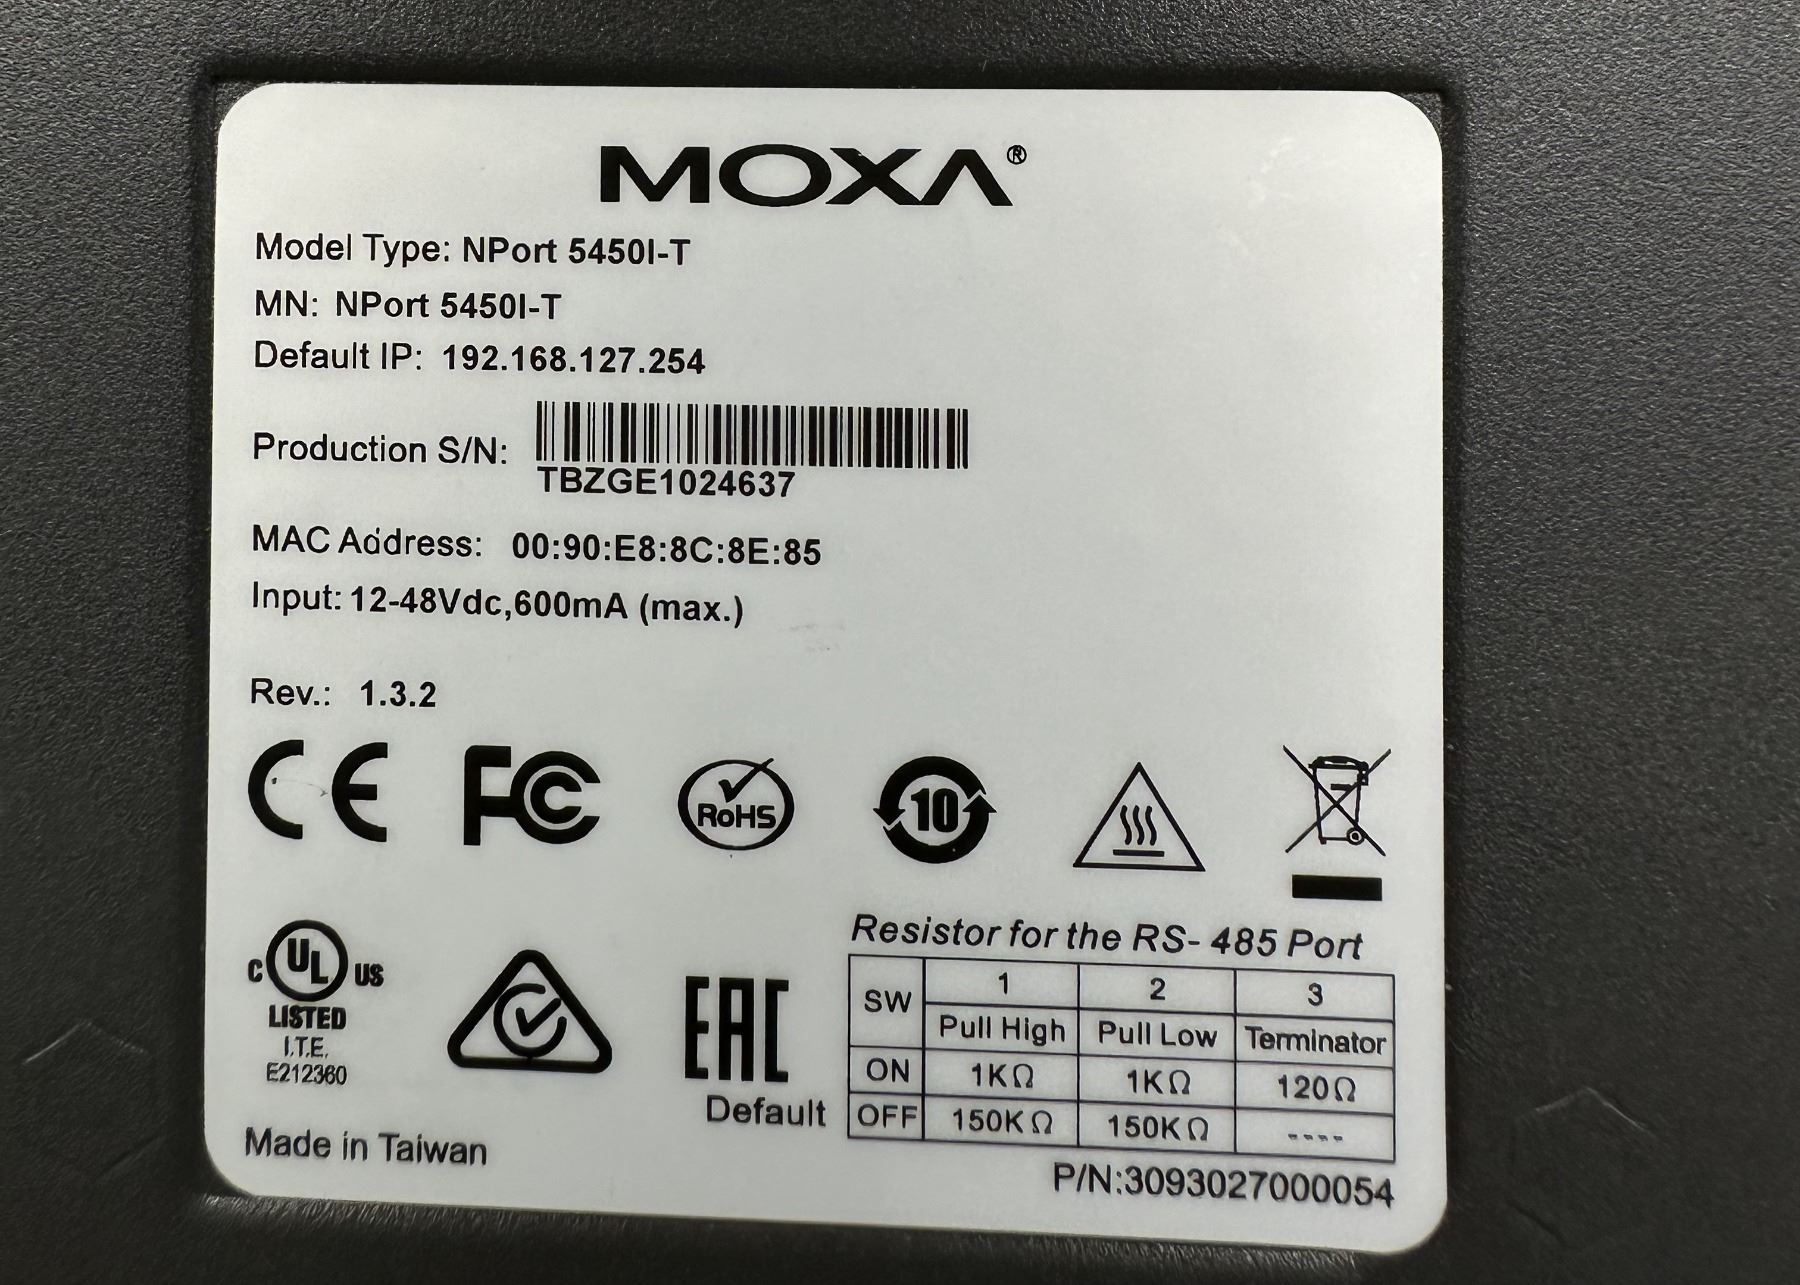 MOXA®
Model Type: NPort 5450I-T
MN: NPort 5450I-T
Default IP: 192.168.127.254
Production S/N:
TBZGE1024637
MAC Address: 00:90:E8:8C:8E:85
Input: 12-48Vdc,600mA (max.)
Rev.: 1.3.2
CE FC RoHS 10
C UL US
LISTED
I.T.E.
E212360
EAC
Resistor for the RS- 485 Port
SW 1 2 3
Pull High Pull Low Terminator
ON 1KΩ 1KΩ 120Ω
Default OFF 150KΩ 150KΩ ----
Made in Taiwan
P/N:3093027000054